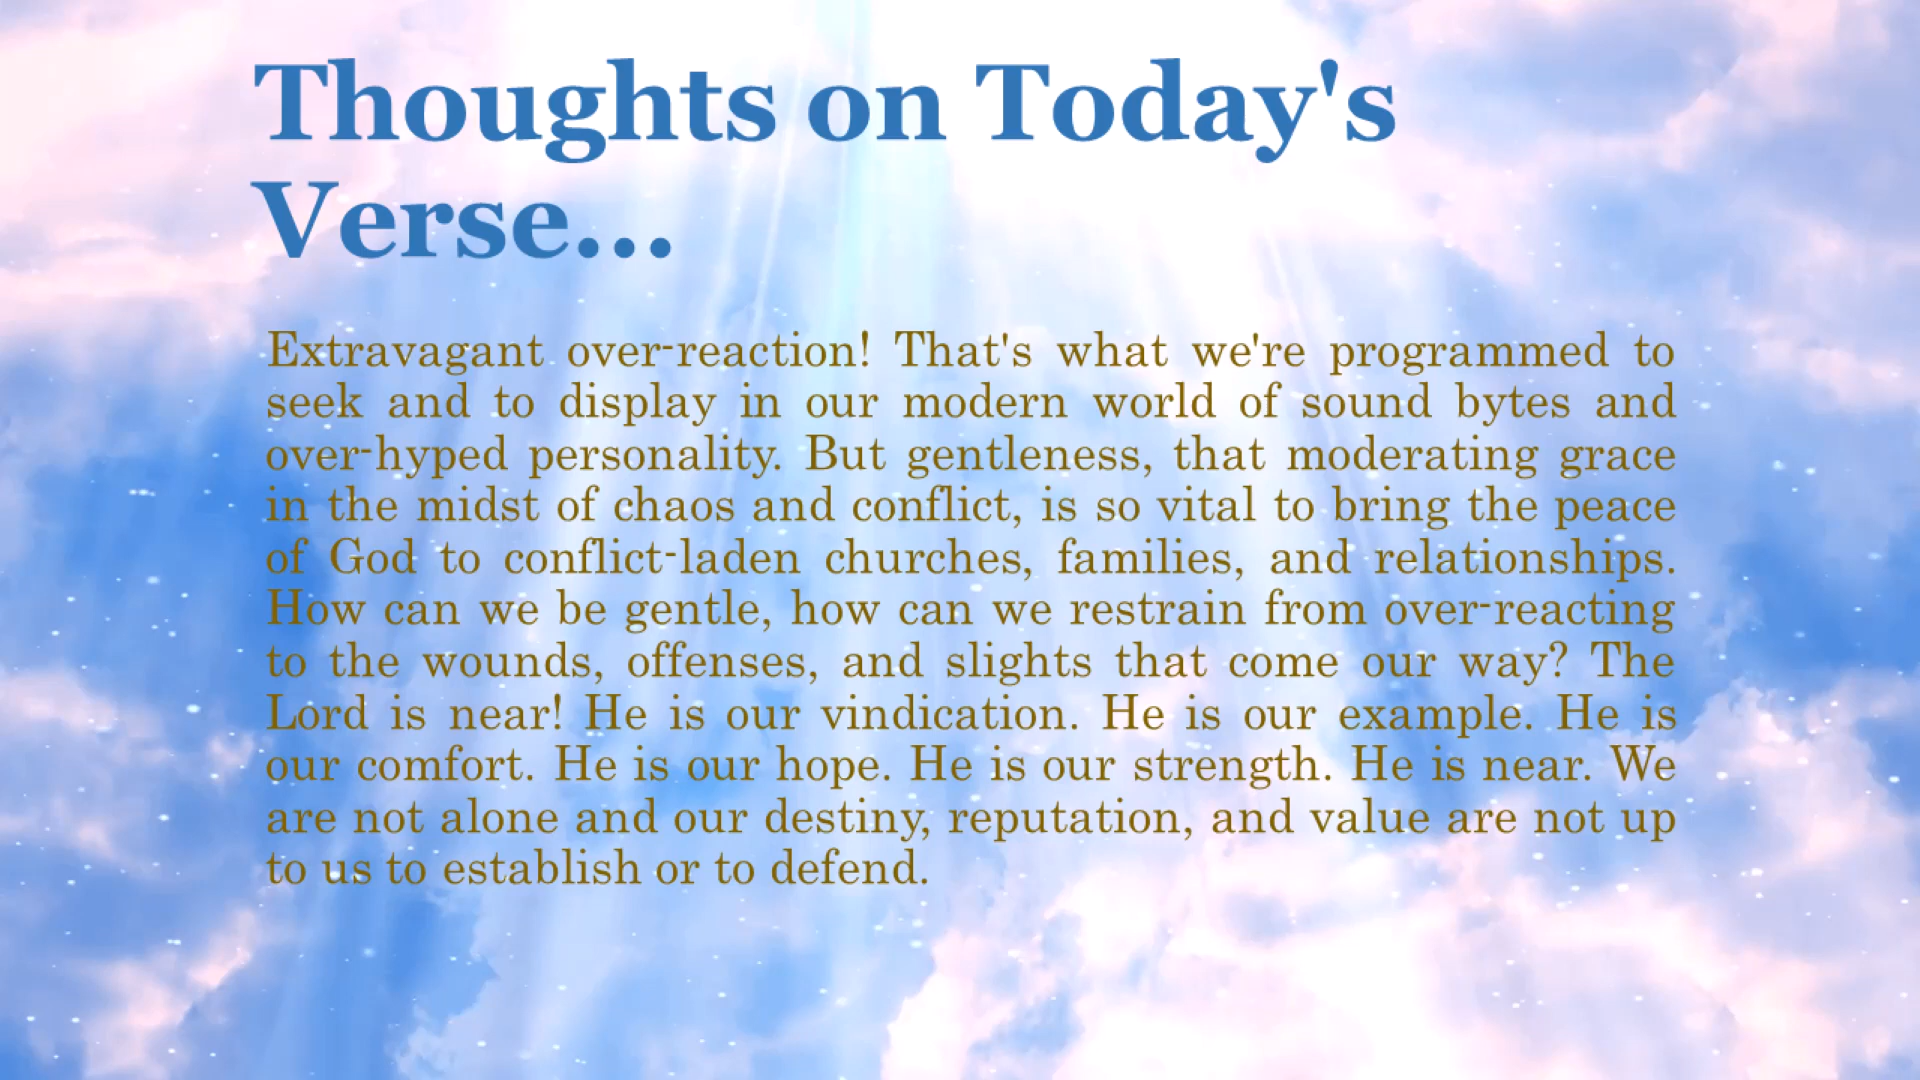 Thoughts on Today's
Verse...
Extravagant over-reaction! That's what we're programmed to
seek and to display in our modern world of sound bytes and
over-hyped personality. But gentleness, that moderating grace
in the midst of chaos and conflict, is so vital to bring the peace
of God to conflict-laden churches, families, and relationships.
How can we be gentle, how can we restrain from over-reacting
to the wounds, offenses, and slights that come our way? The
Lord is near! He is our vindication. He is our example. He is
our comfort. He is our hope. He is our strength. He is near. We
are not alone and our destiny, reputation, and value are not up
to us to establish or to defend.